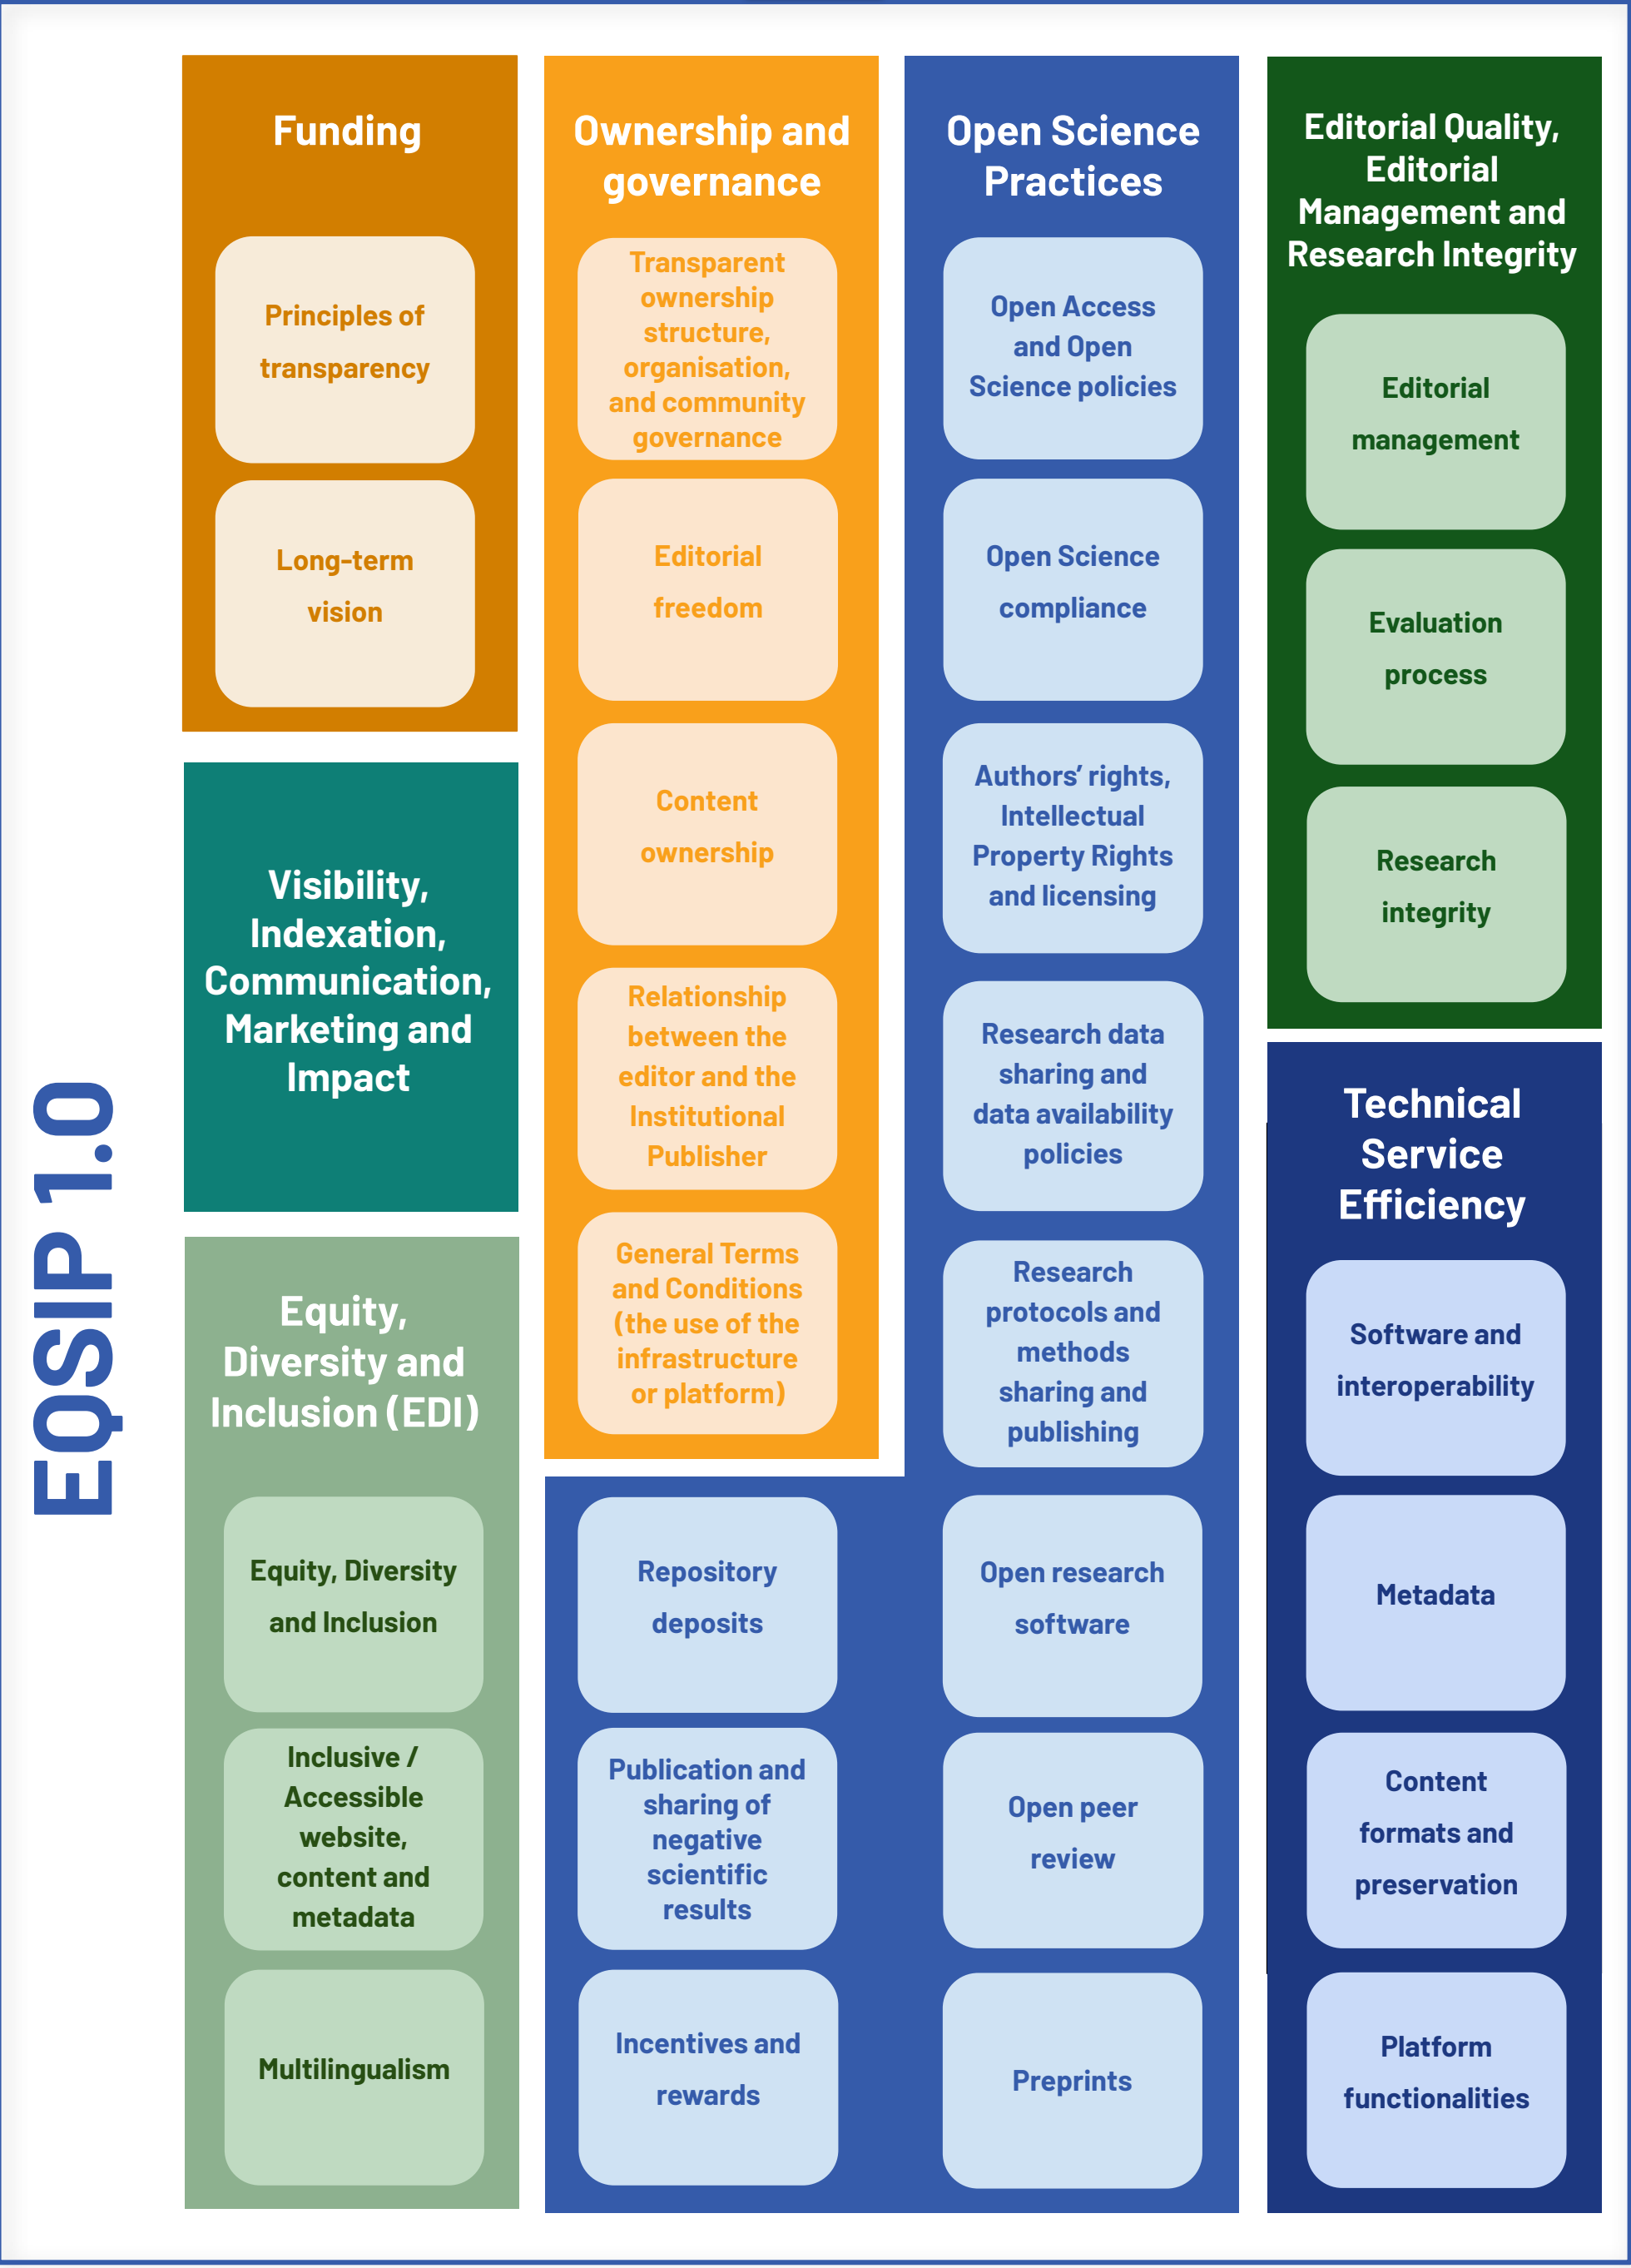 EQSIP 1.0
Funding
Principles of
transparency
Long-term
vision
Visibility,
Indexation,
Communication,
Marketing and
Impact
Equity,
Diversity and
Inclusion (EDI)
Equity, Diversity
and Inclusion
Inclusive /
Accessible
website,
content and
metadata
Multilingualism
Ownership and
governance
Transparent
ownership
structure,
organisation,
and community
governance
Editorial
freedom
Content
ownership
Relationship
between the
editor and the
Institutional
Publisher
General Terms
and Conditions
(the use of the
infrastructure
or platform)
Open Science
Practices
Open Access
and Open
Science policies
Open Science
compliance
Authors’ rights,
Intellectual
Property Rights
and licensing
Research data
sharing and
data availability
policies
Research
protocols and
methods
sharing and
publishing
Repository
deposits
Open research
software
Publication and
sharing of
negative
scientific
results
Open peer
review
Incentives and
rewards
Preprints
Editorial Quality,
Editorial
Management and
Research Integrity
Editorial
management
Evaluation
process
Research
integrity
Technical
Service
Efficiency
Software and
interoperability
Metadata
Content
formats and
preservation
Platform
functionalities